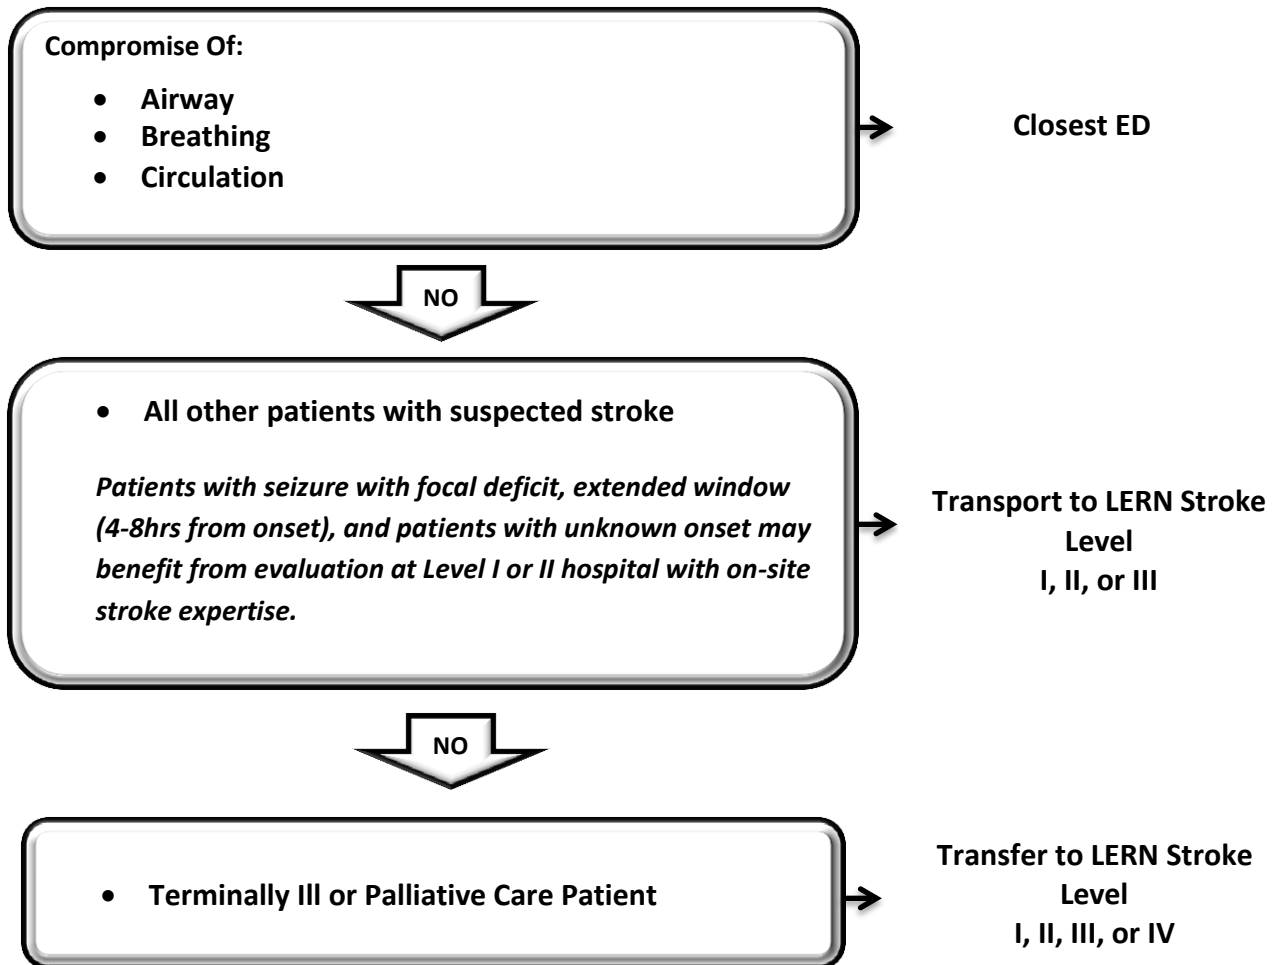 Compromise Of:
• Airway
• Breathing
• Circulation
Closest ED
NO
• All other patients with suspected stroke
Patients with seizure with focal deficit, extended window
(4-8hrs from onset), and patients with unknown onset may
benefit from evaluation at Level I or II hospital with on-site
stroke expertise.
Transport to LERN Stroke
Level
I, II, or III
NO
• Terminally Ill or Palliative Care Patient
Transfer to LERN Stroke
Level
I, II, III, or IV